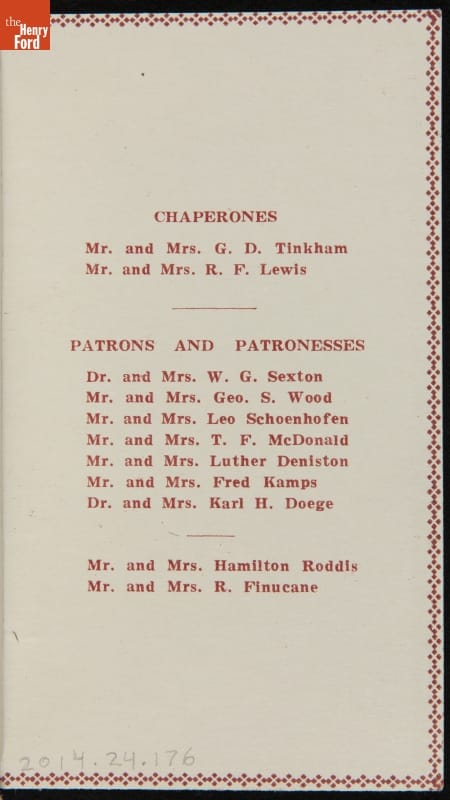 the
Henry
Ford
CHAPERONES
Mr. and Mrs. G. D. Tinkham
Mr. and Mrs. R. F. Lewis
PATRONS AND PATRONESSES
Dr. and Mrs. W. G. Sexton
Mr. and Mrs. Geo. S. Wood
Mr. and Mrs. Leo Schoenhofen
Mr. and Mrs. T. F. McDonald
Mr. and Mrs. Luther Deniston
Mr. and Mrs. Fred Kamps
Dr. and Mrs. Karl H. Doege
Mr. and Mrs. Hamilton Roddis
Mr. and Mrs. R. Finucane
2014.24.176